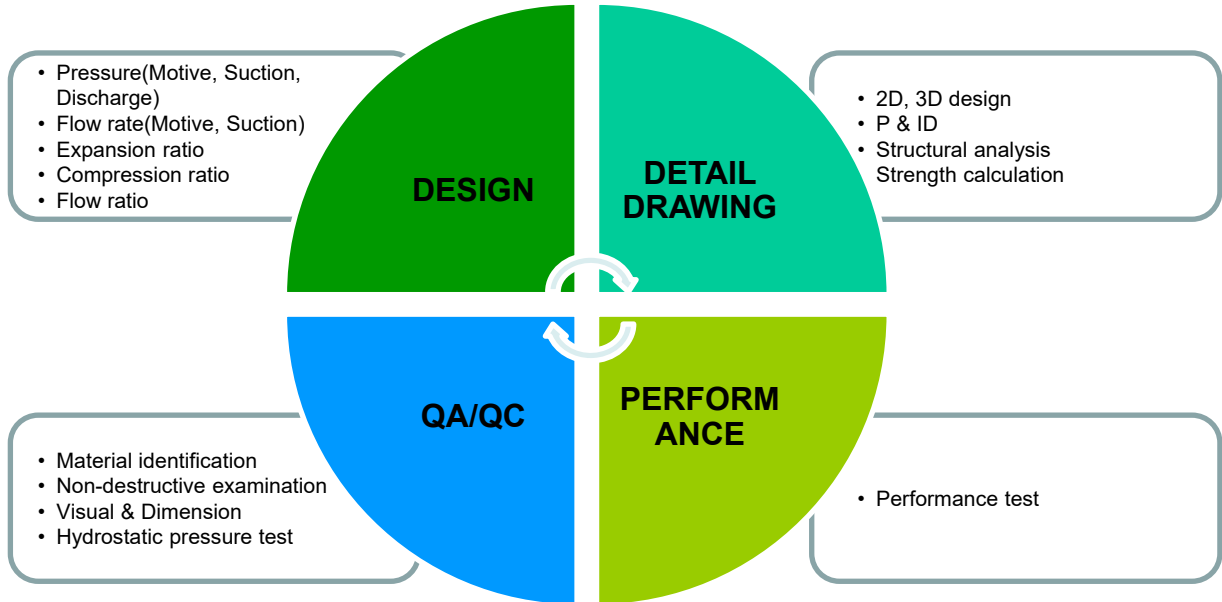 • Pressure(Motive, Suction,
Discharge)
• Flow rate(Motive, Suction)
• Expansion ratio
• Compression ratio
• Flow ratio
DESIGN
DETAIL
DRAWING
• 2D, 3D design
• P & ID
• Structural analysis
Strength calculation
QA/QC
• Material identification
• Non-destructive examination
• Visual & Dimension
• Hydrostatic pressure test
PERFORM
ANCE
• Performance test